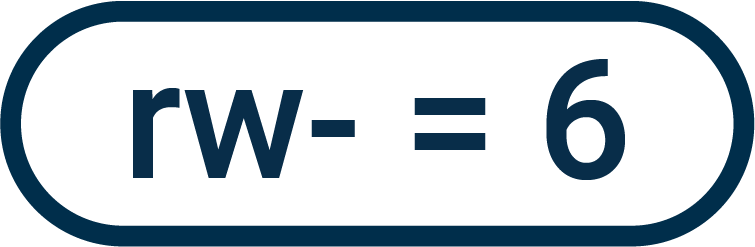 rw- = 6